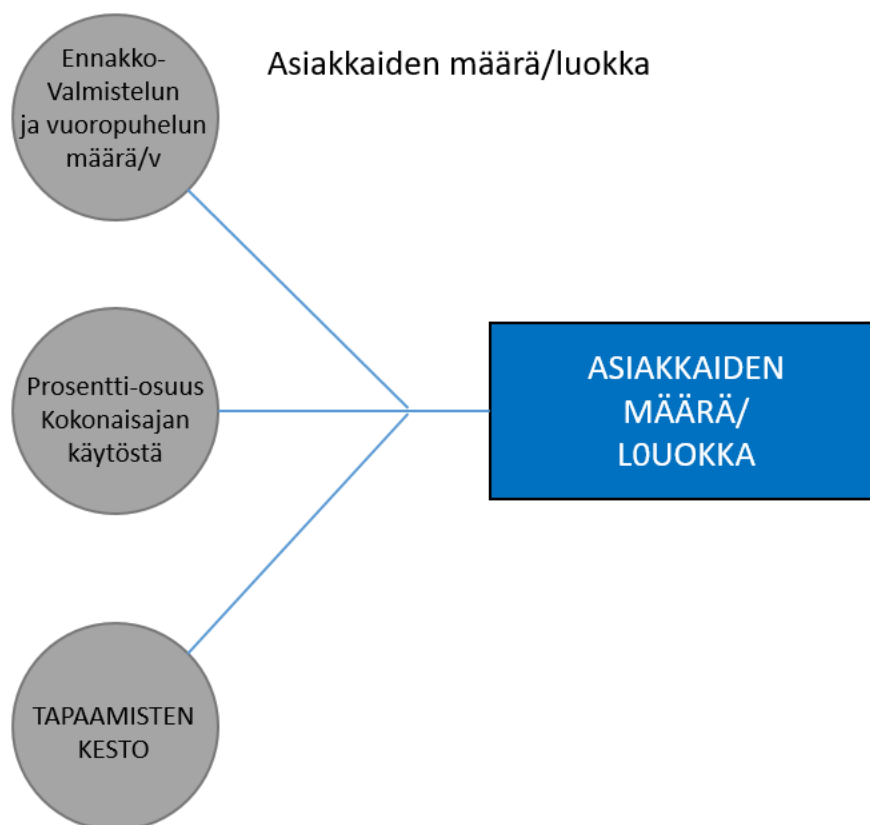 Asiakkaiden määrä/luokka
Ennakko-
Valmistelun
ja vuoropuhelun
määrä/v
Prosentti-osuus
Kokonaisajan
käytöstä
TAPAAMISTEN
KESTO
ASIAKKAIDEN
MÄÄRÄ/
L0UOKKA